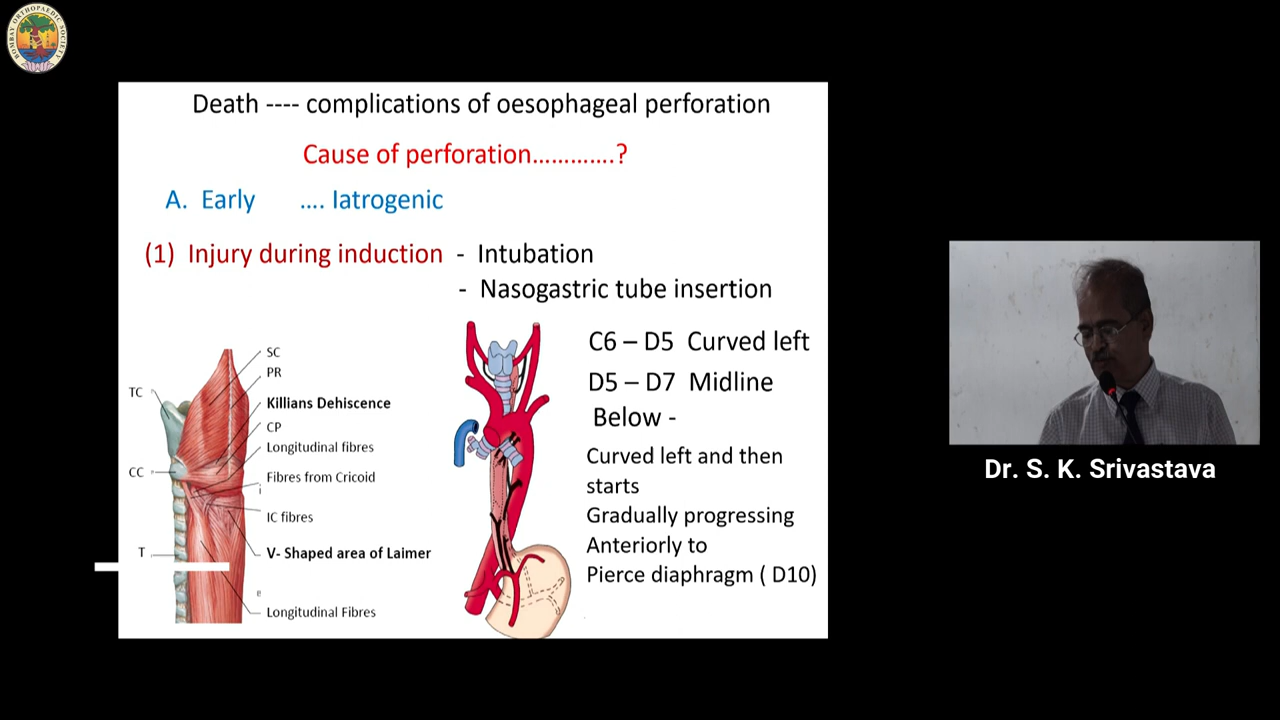 BOMBAY ORTHOPAEDIC SOCIETY
Death ---- complications of oesophageal perforation
Cause of perforation.............?
A. Early .... Iatrogenic
(1) Injury during induction - Intubation
- Nasogastric tube insertion
SC
PR
TC
Killians Dehiscence
CP
Longitudinal fibres
CC
Fibres from Cricoid
IC fibres
T
V- Shaped area of Laimer
Longitudinal Fibres
C6 – D5 Curved left
D5 – D7 Midline
Below -
Curved left and then
starts
Gradually progressing
Anteriorly to
Pierce diaphragm ( D10)
Dr. S. K. Srivastava